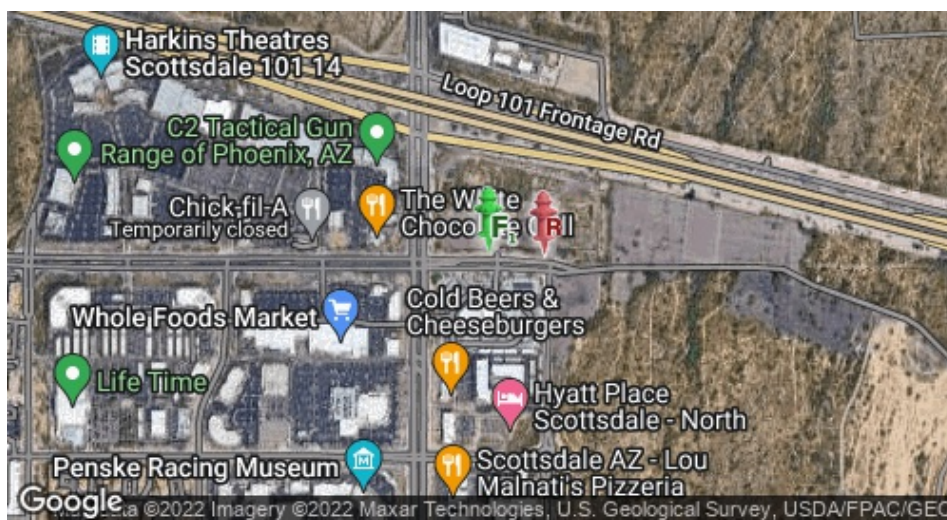 Harkins Theatres
Scottsdale 101 14
Loop 101 Frontage Rd
C2 Tactical Gun
Range of Phoenix, AZ
Chick-fil-A
Temporarily closed
The
F1
R
Whole Foods Market
Cold Beers &
Cheeseburgers
Life Time
Hyatt Place
Scottsdale - North
Penske Racing Museum
Scottsdale AZ - Lou
Malnati's Pizzeria
Google
©2022 Imagery ©2022 Maxar Technologies, U.S. Geological Survey, USDA/FPAC/GEO